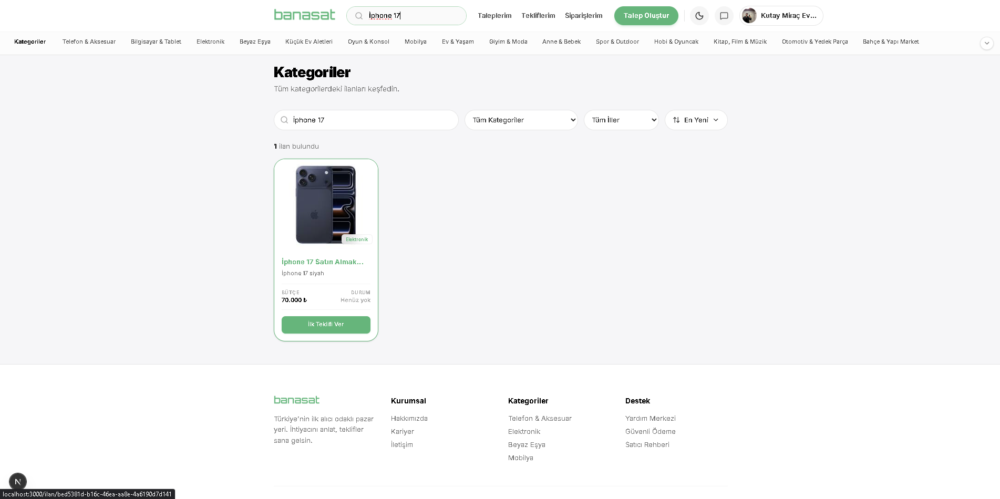 banasat
İphone 17
Taleplerim
Tekliflerim
Siparişlerim
Talep Oluştur
Kutay Miraç Ev...
Kategoriler
Telefon & Aksesuar
Bilgisayar & Tablet
Elektronik
Beyaz Eşya
Küçük Ev Aletleri
Oyun & Konsol
Mobilya
Ev & Yaşam
Giyim & Moda
Anne & Bebek
Spor & Outdoor
Hobi & Oyuncak
Kitap, Film & Müzik
Otomotiv & Yedek Parça
Bahçe & Yapı Market
Kategoriler
Tüm kategorilerdeki ilanları keşfedin.
İphone 17
Tüm Kategoriler
Tüm İller
En Yeni
1 ilan bulundu
Elektronik
İphone 17 Satın Almak...
İphone 17 siyah
BÜTÇE
DURUM
70.000 ₺
Henüz yok
İlk Teklifi Ver
banasat
Türkiye'nin ilk alıcı odaklı pazar
yeri. İhtiyacını anlat, teklifler
sana gelsin.
Kurumsal
Hakkımızda
Kariyer
İletişim
Kategoriler
Telefon & Aksesuar
Elektronik
Beyaz Eşya
Mobilya
Destek
Yardım Merkezi
Güvenli Ödeme
Satıcı Rehberi
N
localhost:3000/ilan/bed5381d-b16c-46ea-aa8e-4a6190d7d141